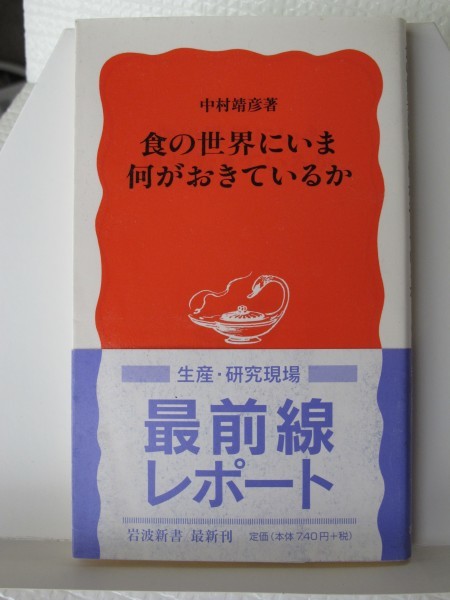 中村靖彦著
食の世界にいま
何がおきているか
生産・研究現場
最前線
レポート
岩波新書 最新刊 定価(本体740円+税)